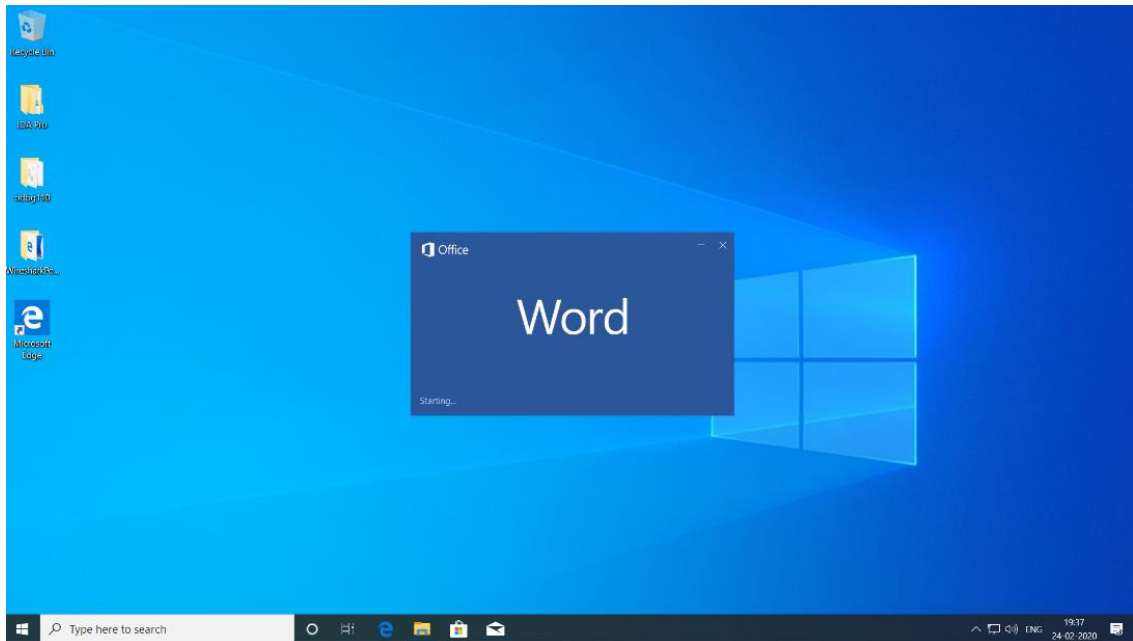 Recycle Bin
IDA Pro
WiresharkPo...
Microsoft
Edge
Office
Word
Starting...
Type here to search
ENG
19:37
24-02-2020